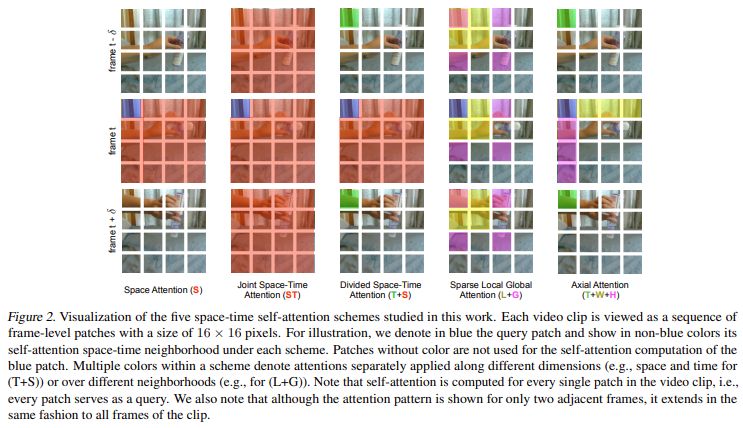 frame t - δ
frame t
frame t + δ
Space Attention (S)
Joint Space-Time
Attention (ST)
Divided Space-Time
Attention (T+S)
Sparse Local Global
Attention (L+G)
Axial Attention
(T+W+H)
Figure 2. Visualization of the five space-time self-attention schemes studied in this work. Each video clip is viewed as a sequence of
frame-level patches with a size of 16 × 16 pixels. For illustration, we denote in blue the query patch and show in non-blue colors its
self-attention space-time neighborhood under each scheme. Patches without color are not used for the self-attention computation of the
blue patch. Multiple colors within a scheme denote attentions separately applied along different dimensions (e.g., space and time for
(T+S)) or over different neighborhoods (e.g., for (L+G)). Note that self-attention is computed for every single patch in the video clip, i.e.,
every patch serves as a query. We also note that although the attention pattern is shown for only two adjacent frames, it extends in the
same fashion to all frames of the clip.